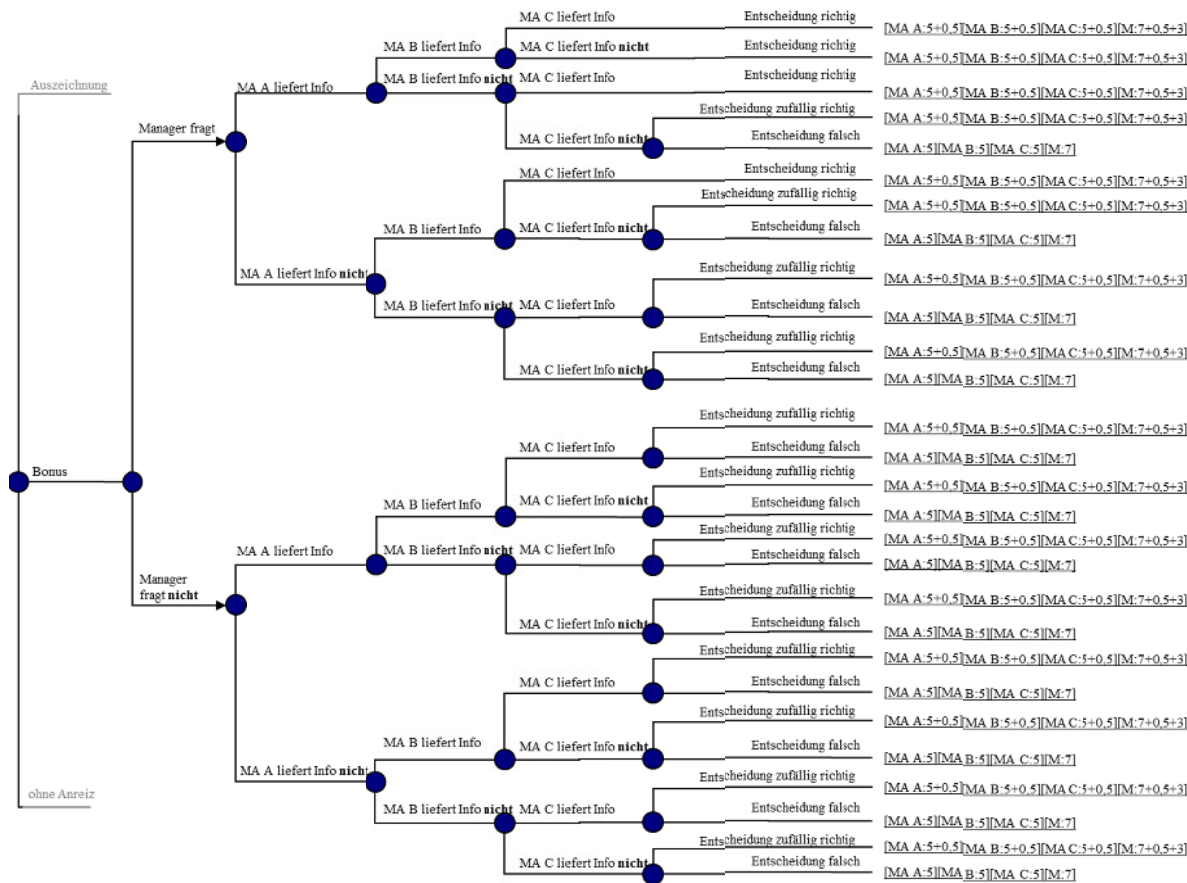 MA C liefert Info
Entscheidung richtig
[MA A:5+0,5][MA B:5+0.5][MA C:5+0.5][M:7+0,5+3]
MA B liefert Info
MA C liefert Info nicht
Entscheidung richtig
[MA A:5+0,5][MA B:5+0.5][MA C:5+0.5][M:7+0,5+3]
Auszeichnung
MA A liefert Info
MA B liefert Info nicht
MA C liefert Info
Entscheidung richtig
[MA A:5+0,5][MA B:5+0.5][MA C:5+0.5][M:7+0,5+3]
Entscheidung zufällig richtig
[MA A:5+0,5][MA B:5+0.5][MA C:5+0.5][M:7+0,5+3]
Manager fragt
MA C liefert Info nicht
Entscheidung falsch
[MA A:5][MA B:5][MA C:5][M:7]
MA C liefert Info
Entscheidung richtig
[MA A:5+0,5][MA B:5+0.5][MA C:5+0.5][M:7+0,5+3]
Entscheidung zufällig richtig
[MA A:5+0,5][MA B:5+0.5][MA C:5+0.5][M:7+0,5+3]
MA B liefert Info
MA C liefert Info nicht
Entscheidung falsch
[MA A:5][MA B:5][MA C:5][M:7]
MA A liefert Info nicht
Entscheidung zufällig richtig
[MA A:5+0,5][MA B:5+0.5][MA C:5+0.5][M:7+0,5+3]
MA B liefert Info nicht
MA C liefert Info
Entscheidung falsch
[MA A:5][MA B:5][MA C:5][M:7]
Entscheidung zufällig richtig
[MA A:5+0.5][MA B:5+0.5][MA C:5+0.5][M:7+0,5+3]
MA C liefert Info nicht
Entscheidung falsch
[MA A:5][MA B:5][MA C:5][M:7]
Entscheidung zufällig richtig
[MA A:5+0,5][MA B:5+0.5][MA C:5+0.5][M:7+0,5+3]
MA C liefert Info
Entscheidung falsch
[MA A:5][MA B:5][MA C:5][M:7]
Bonus
Entscheidung zufällig richtig
[MA A:5+0,5][MA B:5+0.5][MA C:5+0.5][M:7+0,5+3]
MA B liefert Info
MA C liefert Info nicht
Entscheidung falsch
[MA A:5][MA B:5][MA C:5][M:7]
Entscheidung zufällig richtig
[MA A:5+0,5][MA B:5+0.5][MA C:5+0.5][M:7+0,5+3]
MA A liefert Info
MA B liefert Info nicht
MA C liefert Info
Entscheidung falsch
[MA A:5][MA B:5][MA C:5][M:7]
Manager
fragt nicht
Entscheidung zufällig richtig
[MA A:5+0,5][MA B:5+0.5][MA C:5+0.5][M:7+0,5+3]
MA C liefert Info nicht
Entscheidung falsch
[MA A:5][MA B:5][MA C:5][M:7]
Entscheidung zufällig richtig
[MA A:5+0,5][MA B:5+0.5][MA C:5+0.5][M:7+0,5+3]
MA C liefert Info
Entscheidung falsch
[MA A:5][MA B:5][MA C:5][M:7]
Entscheidung zufällig richtig
[MA A:5+0,5][MA B:5+0.5][MA C:5+0.5][M:7+0,5+3]
MA B liefert Info
MA C liefert Info nicht
Entscheidung falsch
[MA A:5][MA B:5][MA C:5][M:7]
MA A liefert Info nicht
ohne Anreiz
Entscheidung zufällig richtig
[MA A:5+0,5][MA B:5+0.5][MA C:5+0.5][M:7+0,5+3]
MA B liefert Info nicht
MA C liefert Info
Entscheidung falsch
[MA A:5][MA B:5][MA C:5][M:7]
Entscheidung zufällig richtig
[MA A:5+0,5][MA B:5+0.5][MA C:5+0.5][M:7+0,5+3]
MA C liefert Info nicht
Entscheidung falsch
[MA A:5][MA B:5][MA C:5][M:7]